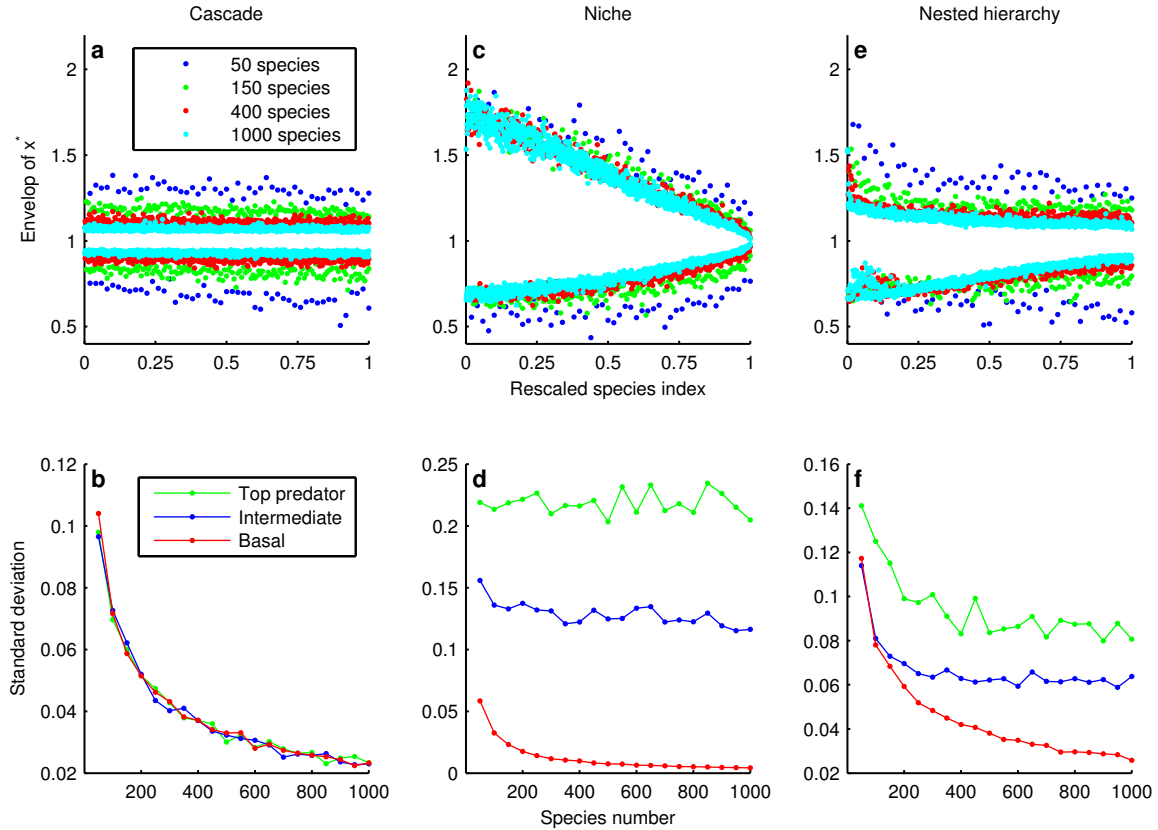 Cascade
Niche
Nested hierarchy
a
50 species
150 species
400 species
1000 species
c
e
Envelop of x*
2
1.5
1
0.5
2
1.5
1
0.5
2
1.5
1
0.5
0 0.25 0.5 0.75 1
0 0.25 0.5 0.75 1
0 0.25 0.5 0.75 1
Rescaled species index
b
Top predator
Intermediate
Basal
d
f
Standard deviation
0.12
0.1
0.08
0.06
0.04
0.02
0.25
0.2
0.15
0.1
0.05
0
0.16
0.14
0.12
0.1
0.08
0.06
0.04
0.02
200 400 600 800 1000
200 400 600 800 1000
200 400 600 800 1000
Species number